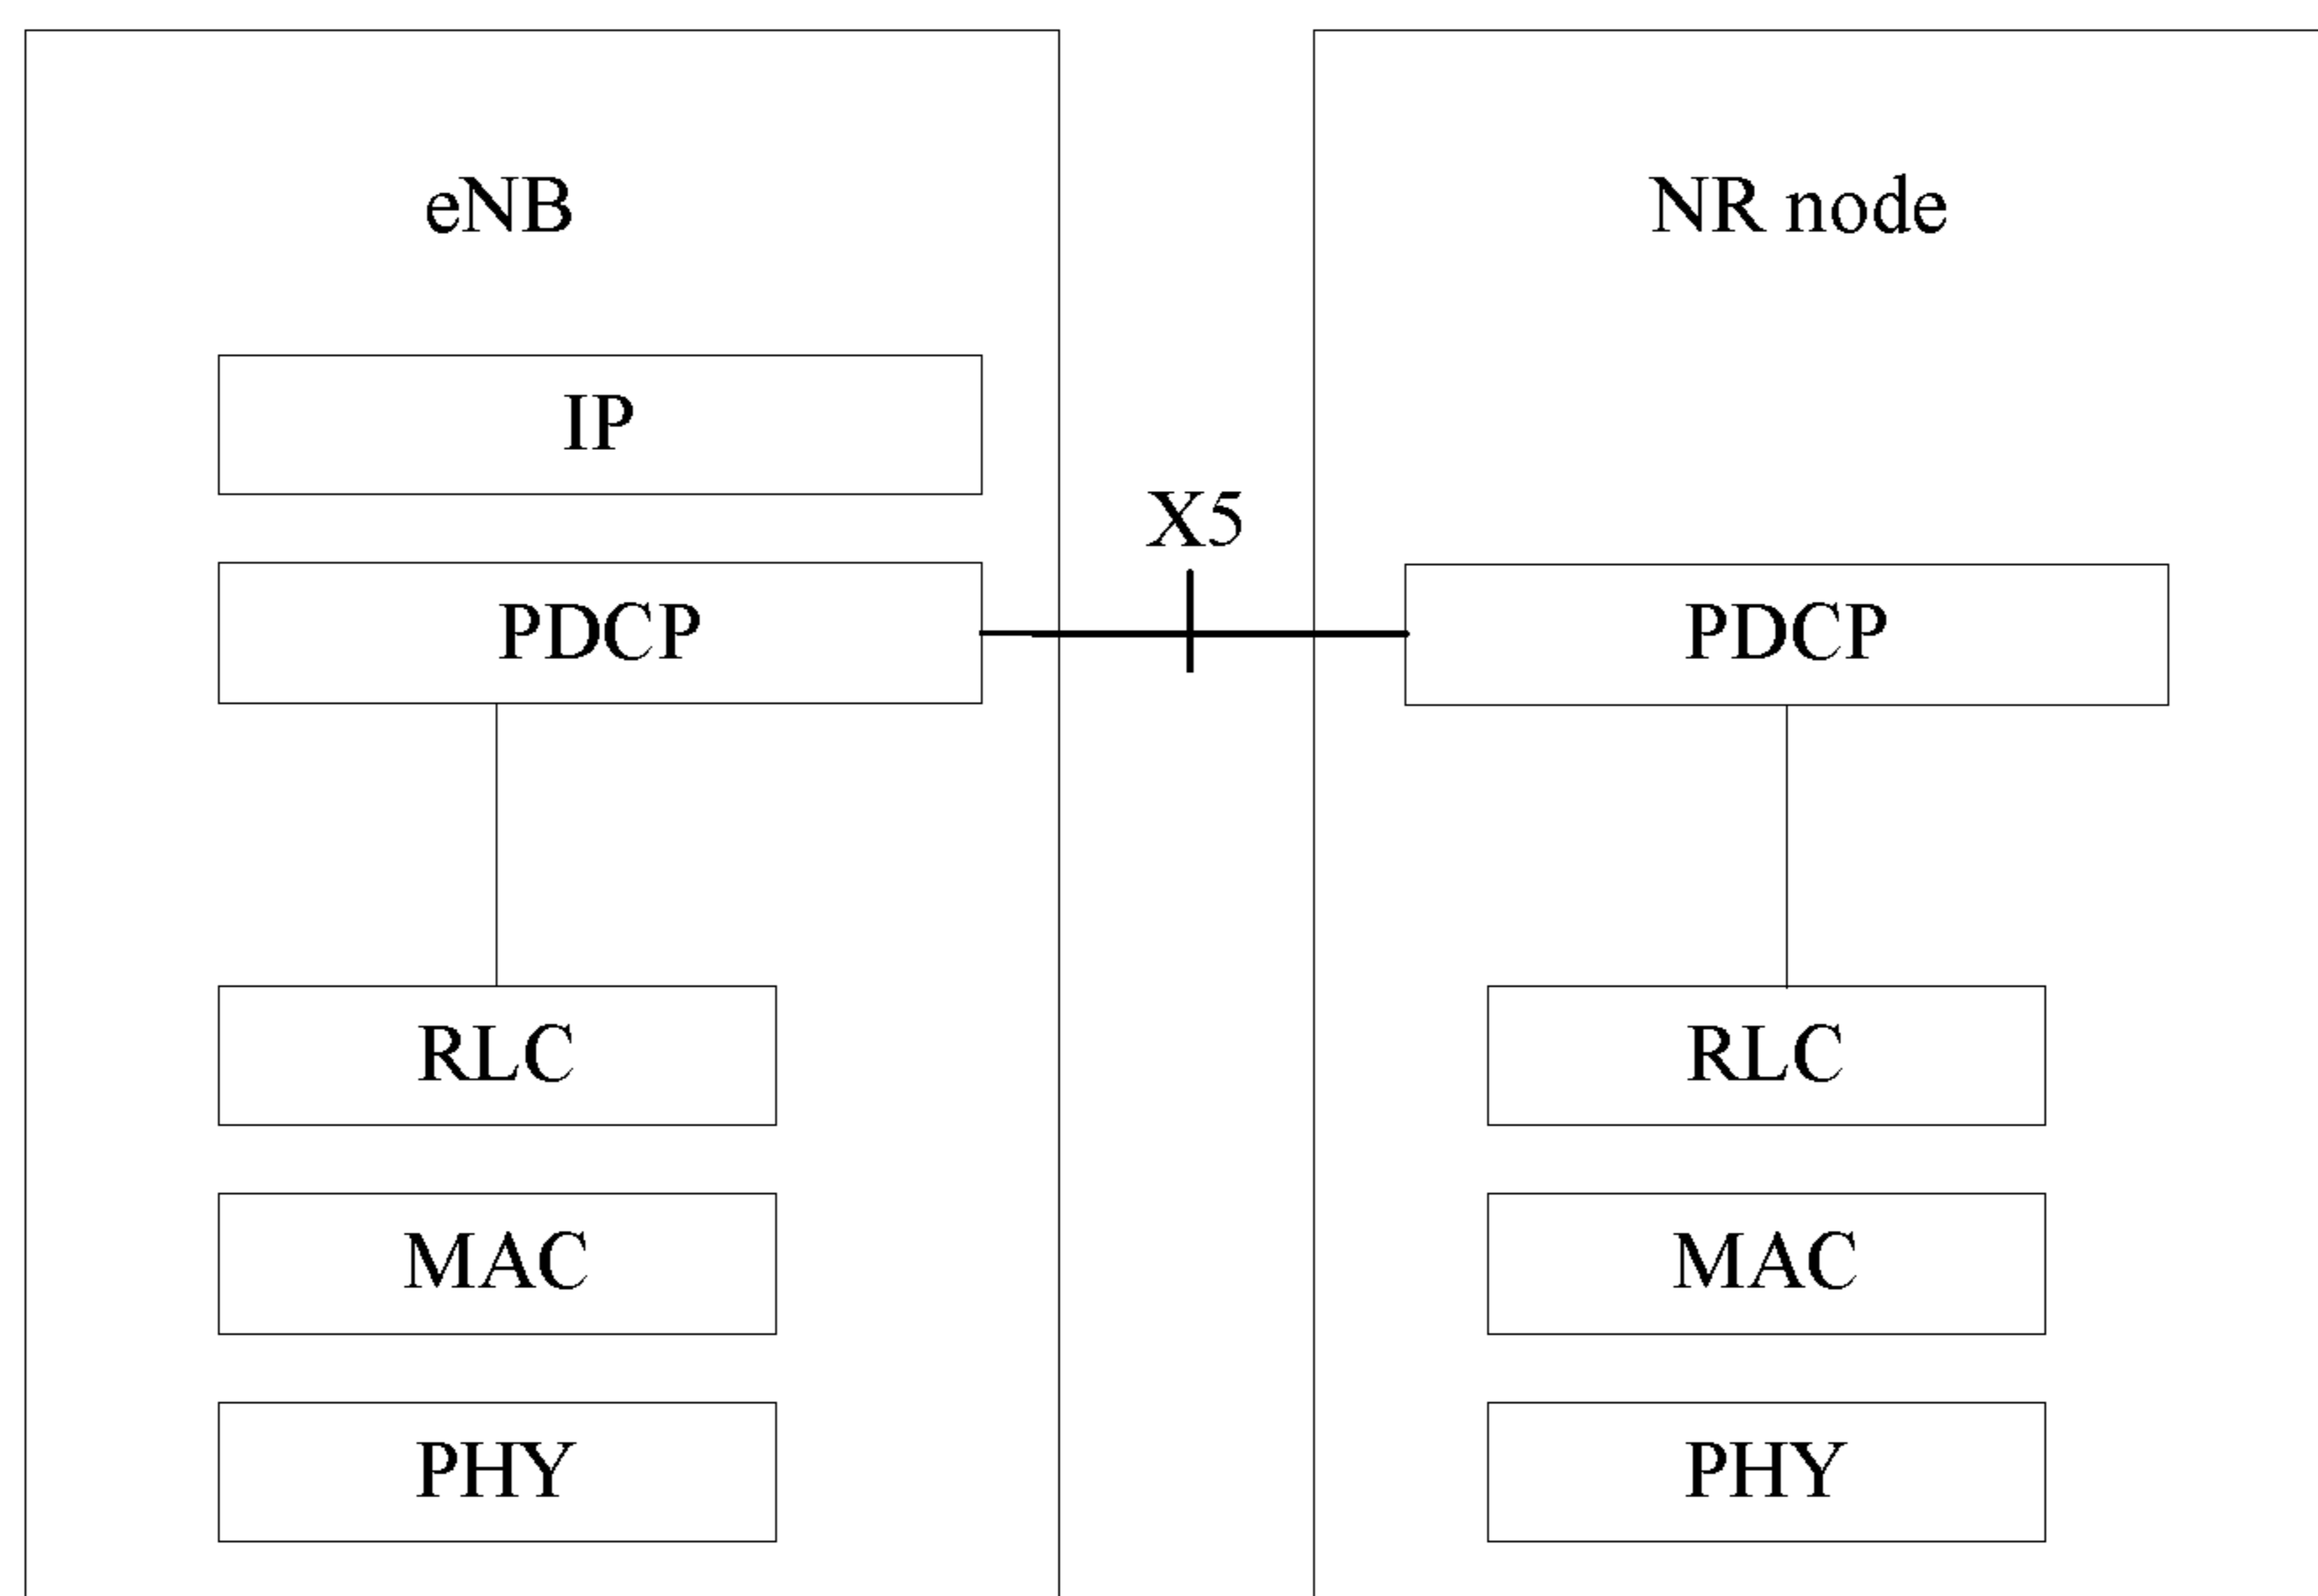 eNB
IP
PDCP
RLC
MAC
PHY
X5
NR node
PDCP
RLC
MAC
PHY